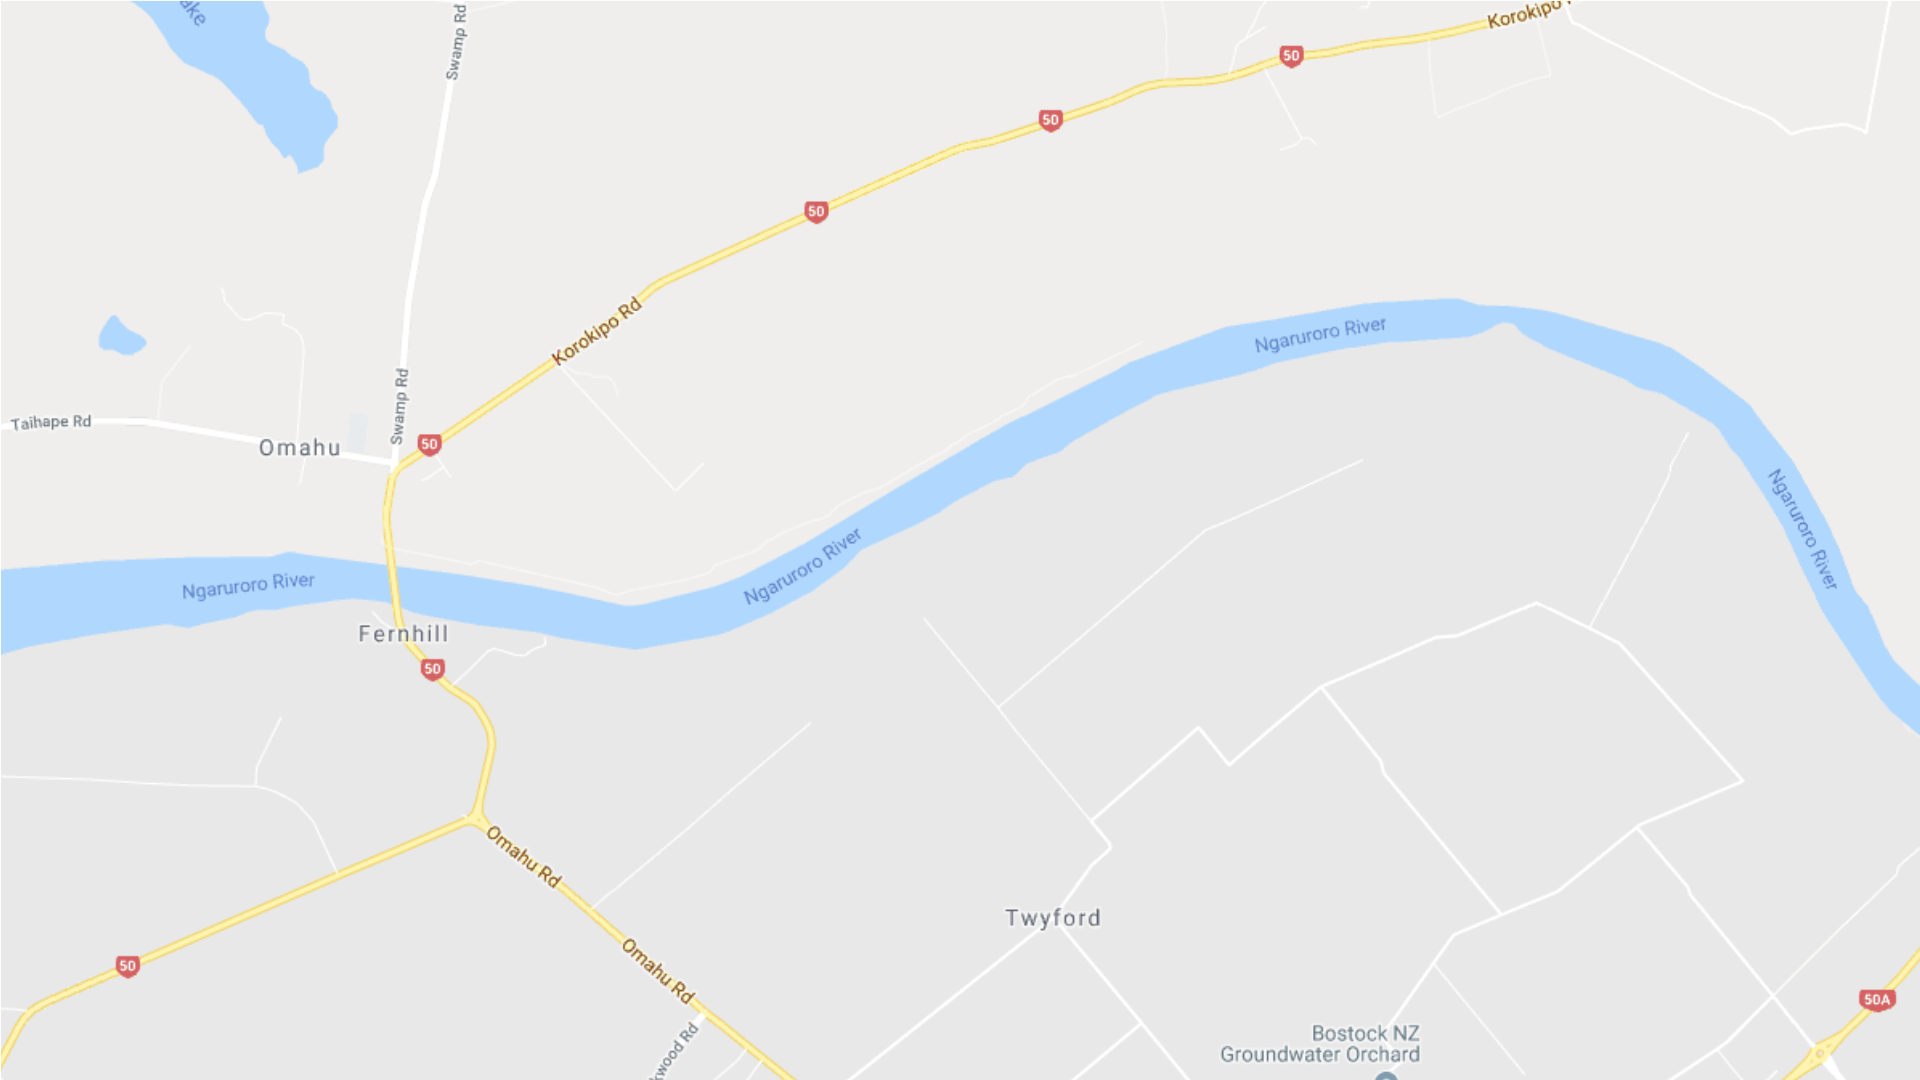 Swamp Rd
Korokipo
50
50
50
Korokipo Rd
Ngaruroro River
Swamp Rd
Taihape Rd
Omahu
50
Ngaruroro River
Ngaruroro River
Ngaruroro River
Fernhill
50
Omahu Rd
Twyford
Omahu Rd
50
50A
Bostock NZ
Groundwater Orchard